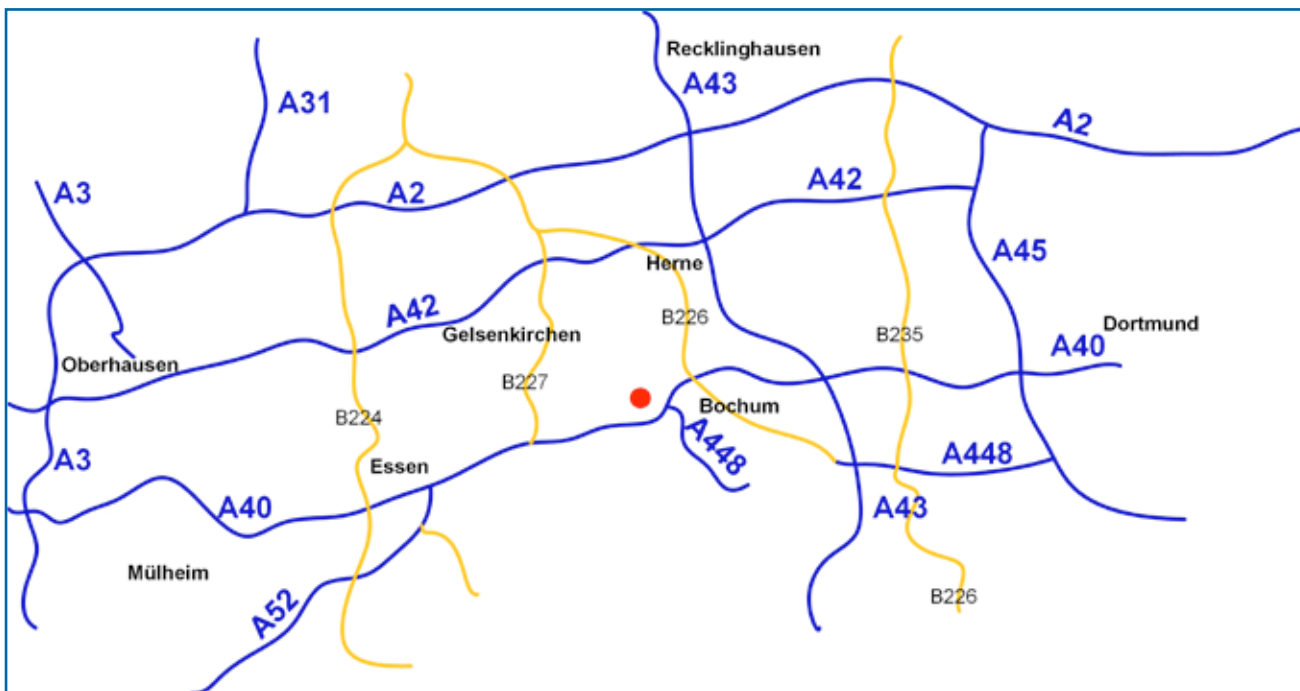 Recklinghausen
A43
A31
A2
A3
A42
A2
A45
Herne
A42
B226
Dortmund
Gelsenkirchen
B235
A40
Oberhausen
B227
Bochum
B224
A448
A448
A3
Essen
A40
A43
Mülheim
B226
A52